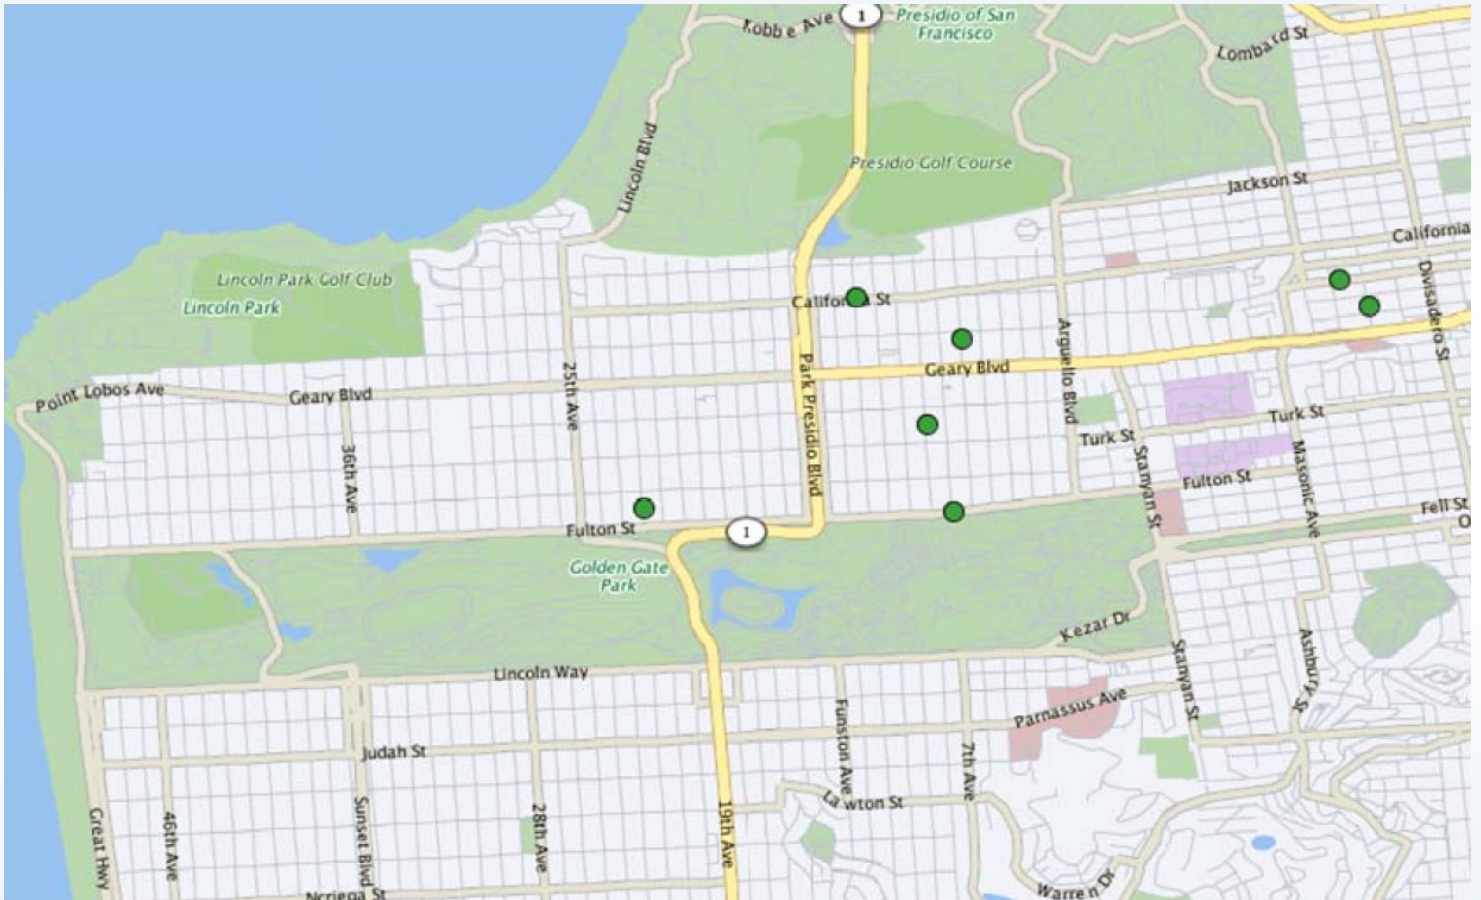 Kobbe Ave
1
Presidio of San
Francisco
Lombard St
Lincoln Blvd
Presidio Golf Course
Jackson St
California
Lincoln Park Golf Club
Lincoln Park
California St
Divisadero St
Point Lobos Ave
Geary Blvd
25th Ave
Park Presidio Blvd
Geary Blvd
Arguello Blvd
36th Ave
Turk St
Turk St
Stanyan St
Masonic Ave
Fulton St
Fell St
O
Fulton St
1
Golden Gate
Park
Kezar Dr
Lincoln Way
Stanyan St
Ashbury St
Parnassus Ave
Judah St
Funston Ave
7th Ave
Lawton St
Great Hwy
46th Ave
Sunset Blvd
28th Ave
19th Ave
Noriega St
Warren Dr